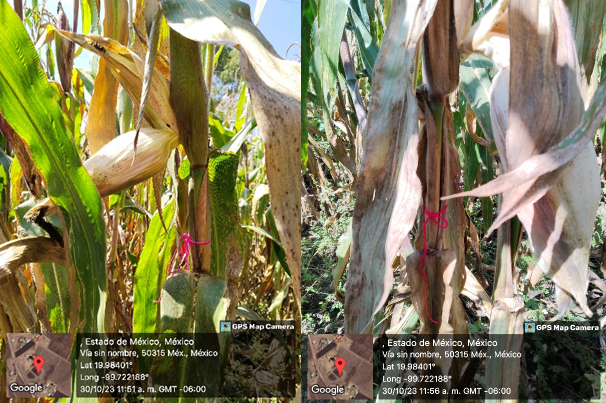 GPS Map Camera
, Estado de México, México
Vía sin nombre, 50315 Méx., México
Lat 19.98401°
Long -99.722188°
30/10/23 11:51 a. m. GMT -06:00
Google
GPS Map Camera
, Estado de México, México
Vía sin nombre, 50315 Méx., México
Lat 19.98401°
Long -99.722188°
30/10/23 11:56 a. m. GMT -06:00
Google